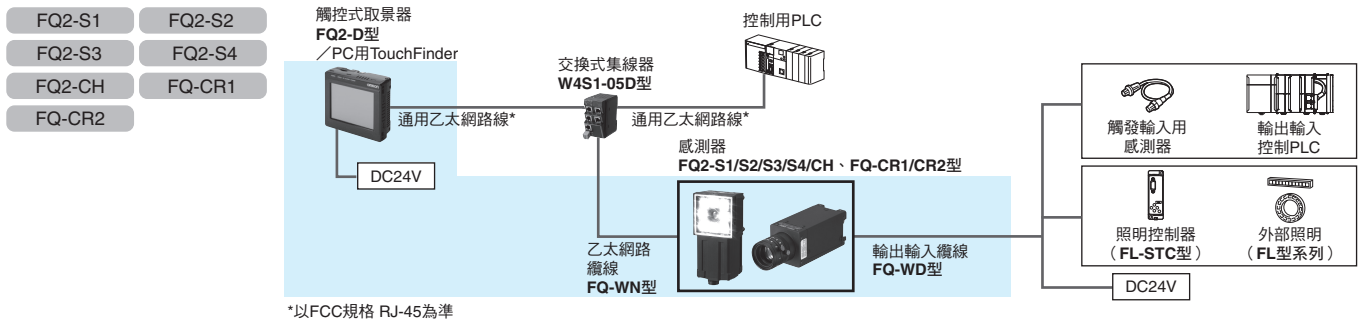 FQ2-S1
FQ2-S2
FQ2-S3
FQ2-S4
FQ2-CH
FQ-CR1
FQ-CR2
觸控式取景器
FQ2-D型
／PC用TouchFinder
DC24V
通用乙太網路線*
交換式集線器
W4S1-05D型
通用乙太網路線*
控制用PLC
感測器
FQ2-S1/S2/S3/S4/CH、FQ-CR1/CR2型
乙太網路
纜線
FQ-WN型
輸出輸入纜線
FQ-WD型
觸發輸入用
感測器
輸出輸入
控制PLC
照明控制器
（FL-STC型）
外部照明
（FL型系列）
DC24V
*以FCC規格 RJ-45為準